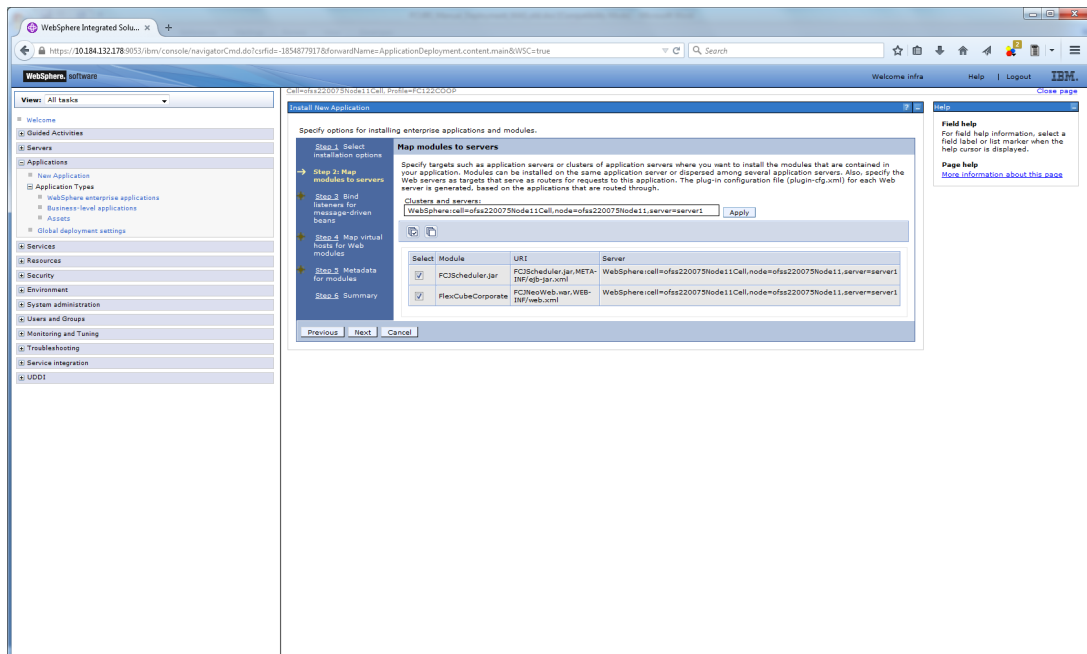 WebSphere Integrated Solu... × +
https://10.184.132.178:9053/ibm/console/navigatorCmd.do?csrfid=-1854877917&forwardName=ApplicationDeployment.content.main&WSC=true
Search
2
WebSphere. software
Welcome infra
Help | Logout
IBM.
View: All tasks
Welcome
Guided Activities
Servers
Applications
New Application
Application Types
WebSphere enterprise applications
Business-level applications
Assets
Global deployment settings
Services
Resources
Security
Environment
System administration
Users and Groups
Monitoring and Tuning
Troubleshooting
Service integration
UDDI
Cell=ofss220075Node11Cell, Profile=FC122COOP
Close page
Install New Application
? –
Specify options for installing enterprise applications and modules.
Step 1 Select
installation options
Step 2: Map
modules to servers
Step 3 Bind
listeners for
message-driven
beans
Step 4 Map virtual
hosts for Web
modules
Step 5 Metadata
for modules
Step 6 Summary
Map modules to servers
Specify targets such as application servers or clusters of application servers where you want to install the modules that are contained in
your application. Modules can be installed on the same application server or dispersed among several application servers. Also, specify the
Web servers as targets that serve as routers for requests to this application. The plug-in configuration file (plugin-cfg.xml) for each Web
server is generated, based on the applications that are routed through.
Clusters and servers:
WebSphere:cell=ofss220075Node11Cell,node=ofss220075Node11,server=server1
Apply
Select Module URI Server
FCJScheduler.jar FCJScheduler.jar,META-INF/ejb-jar.xml WebSphere:cell=ofss220075Node11Cell,node=ofss220075Node11,server=server1
FlexCubeCorporate FCJNeoWeb.war,WEB-INF/web.xml WebSphere:cell=ofss220075Node11Cell,node=ofss220075Node11,server=server1
Previous Next Cancel
Help
Field help
For field help information, select a
field label or list marker when the
help cursor is displayed.
Page help
More information about this page